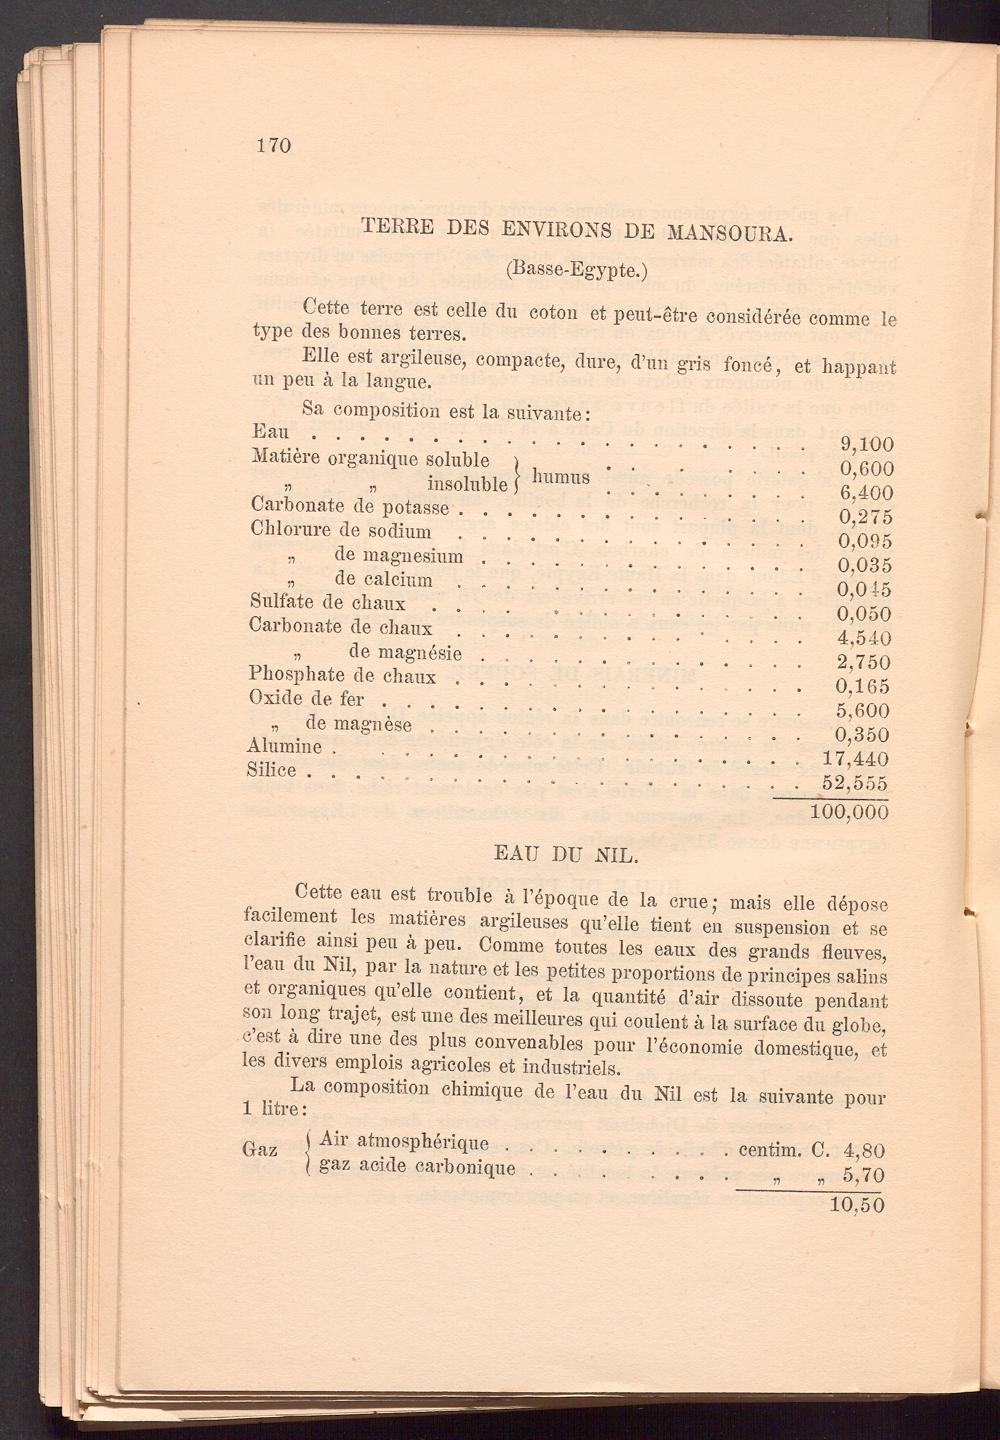 170
TERRE DES ENVIRONS DE MANSOURA.
(Basse-Egypte.)
Cette terre est celle du coton et peut-être considérée comme le
type des bonnes terres.
Elle est argileuse, compacte, dure, d'un gris foncé, et happant
un peu à la langue.
Sa composition est la suivante:
Eau . . . . . . . . . . . . . . . . . . . . . 9,100
Matière organique soluble } humus . . . . . . . . 0,600
„ „ insoluble } . . . . . . . . . 6,400
Carbonate de potasse . . . . . . . . . . . . . . . 0,275
Chlorure de sodium . . . . . . . . . . . . . . . 0,095
„ de magnesium . . . . . . . . . . . . . . 0,035
„ de calcium . . . . . . . . . . . . . . . 0,045
Sulfate de chaux . . . . . . . . . . . . . . . . 0,050
Carbonate de chaux . . . . . . . . . . . . . . . 4,540
„ de magnésie . . . . . . . . . . . . . . 2,750
Phosphate de chaux . . . . . . . . . . . . . . . 0,165
Oxide de fer . . . . . . . . . . . . . . . . . . 5,600
„ de magnèse . . . . . . . . . . . . . . . . 0,350
Alumine . . . . . . . . . . . . . . . . . . . . 17,440
Silice . . . . . . . . . . . . . . . . . . . . . 52,555
100,000
EAU DU NIL.
Cette eau est trouble à l'époque de la crue; mais elle dépose
facilement les matières argileuses qu'elle tient en suspension et se
clarifie ainsi peu à peu. Comme toutes les eaux des grands fleuves,
l'eau du Nil, par la nature et les petites proportions de principes salins
et organiques qu'elle contient, et la quantité d'air dissoute pendant
son long trajet, est une des meilleures qui coulent à la surface du globe,
c'est à dire une des plus convenables pour l'économie domestique, et
les divers emplois agricoles et industriels.
La composition chimique de l'eau du Nil est la suivante pour
1 litre:
Gaz { Air atmosphérique . . . . . . . . . . centim. C. 4,80
{ gaz acide carbonique . . . . . . . . . „ „ 5,70
10,50